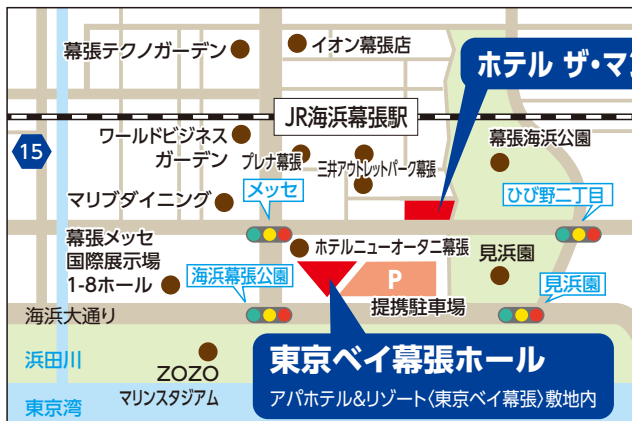 幕張テクノガーデン
イオン幕張店
ホテル ザ・マン
JR海浜幕張駅
15
ワールドビジネス
ガーデン
プレナ幕張
三井アウトレットパーク幕張
幕張海浜公園
マリブダイニング
メッセ
ひび野二丁目
幕張メッセ
国際展示場
1-8ホール
ホテルニューオータニ幕張
見浜園
海浜幕張公園
P
提携駐車場
見浜園
海浜大通り
浜田川
ZOZO
マリンスタジアム
東京湾
東京ベイ幕張ホール
アパホテル&リゾート〈東京ベイ幕張〉敷地内